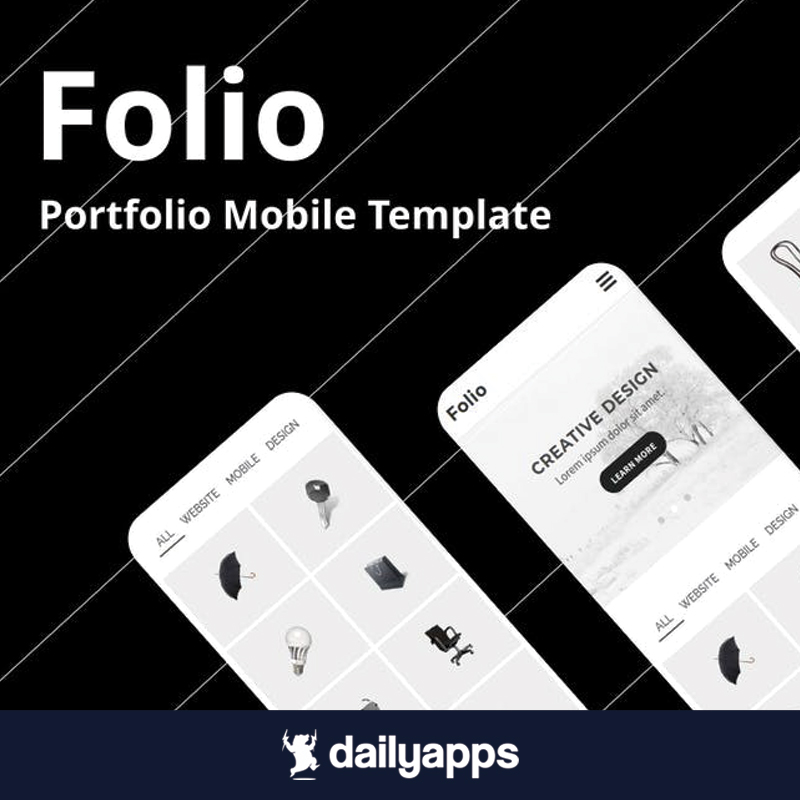 Folio
Portfolio Mobile Template
Folio
CREATIVE DESIGN
Lorem ipsum dolor sit amet.
LEARN MORE
ALL WEBSITE MOBILE DESIGN
ALL WEBSITE MOBILE DESIGN
dailyapps